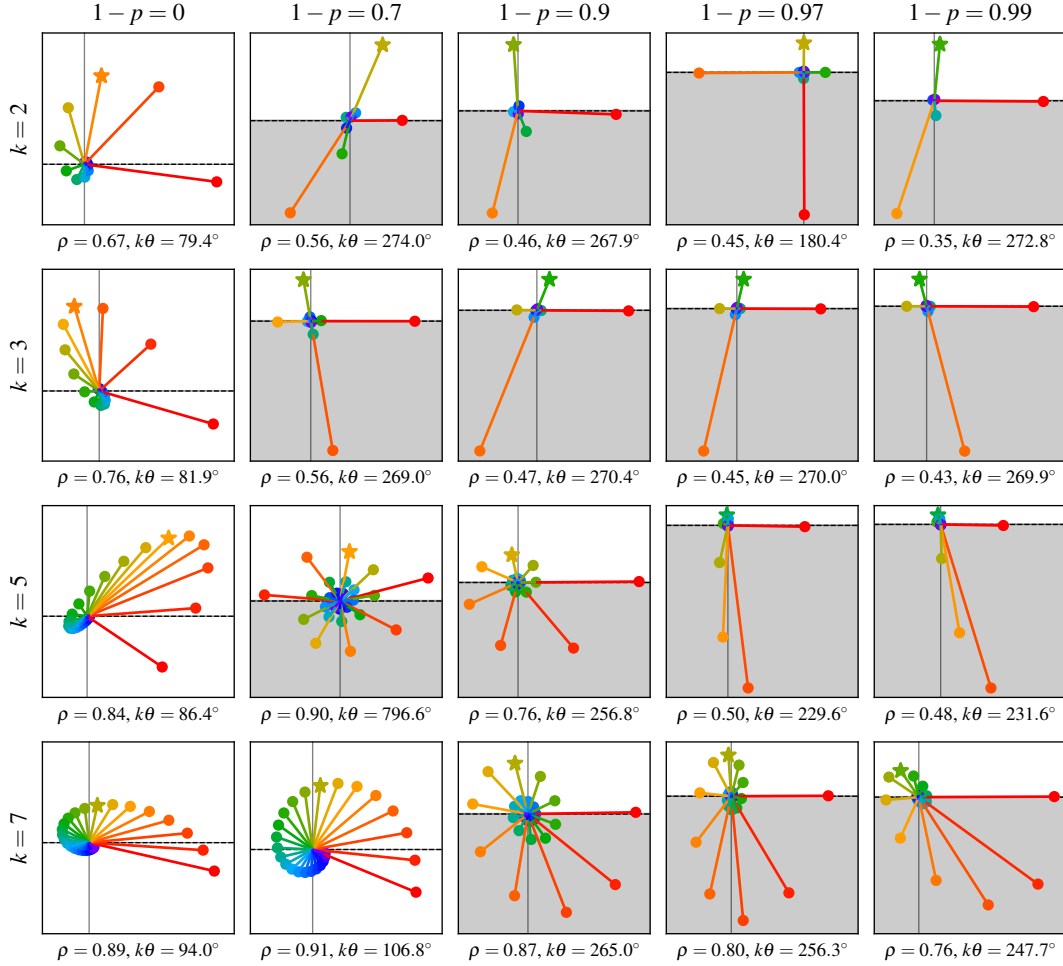 1 − p = 0 1 − p = 0.7 1 − p = 0.9 1 − p = 0.97 1 − p = 0.99
k = 2
ρ = 0.67, kθ = 79.4° ρ = 0.56, kθ = 274.0° ρ = 0.46, kθ = 267.9° ρ = 0.45, kθ = 180.4° ρ = 0.35, kθ = 272.8°
k = 3
ρ = 0.76, kθ = 81.9° ρ = 0.56, kθ = 269.0° ρ = 0.47, kθ = 270.4° ρ = 0.45, kθ = 270.0° ρ = 0.43, kθ = 269.9°
k = 5
ρ = 0.84, kθ = 86.4° ρ = 0.90, kθ = 796.6° ρ = 0.76, kθ = 256.8° ρ = 0.50, kθ = 229.6° ρ = 0.48, kθ = 231.6°
k = 7
ρ = 0.89, kθ = 94.0° ρ = 0.91, kθ = 106.8° ρ = 0.87, kθ = 265.0° ρ = 0.80, kθ = 256.3° ρ = 0.76, kθ = 247.7°